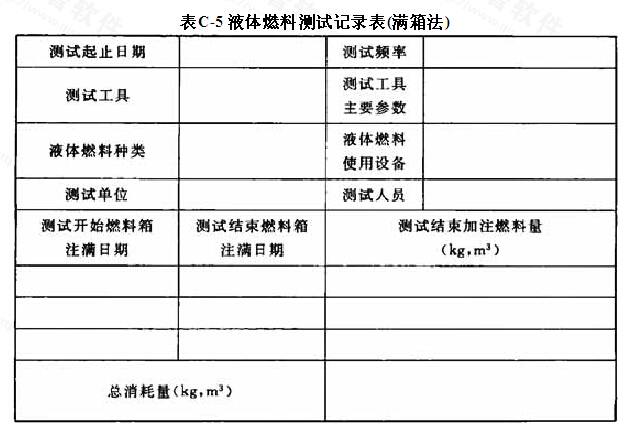 表C-5 液体燃料测试记录表(满箱法)
测试起止日期 测试频率
测试工具 测试工具
主要参数
液体燃料种类 液体燃料
使用设备
测试单位 测试人员
测试开始燃料箱 测试结束燃料箱 测试结束加注燃料量
注满日期 注满日期 (kg,m³)
总消耗量(kg,m³)